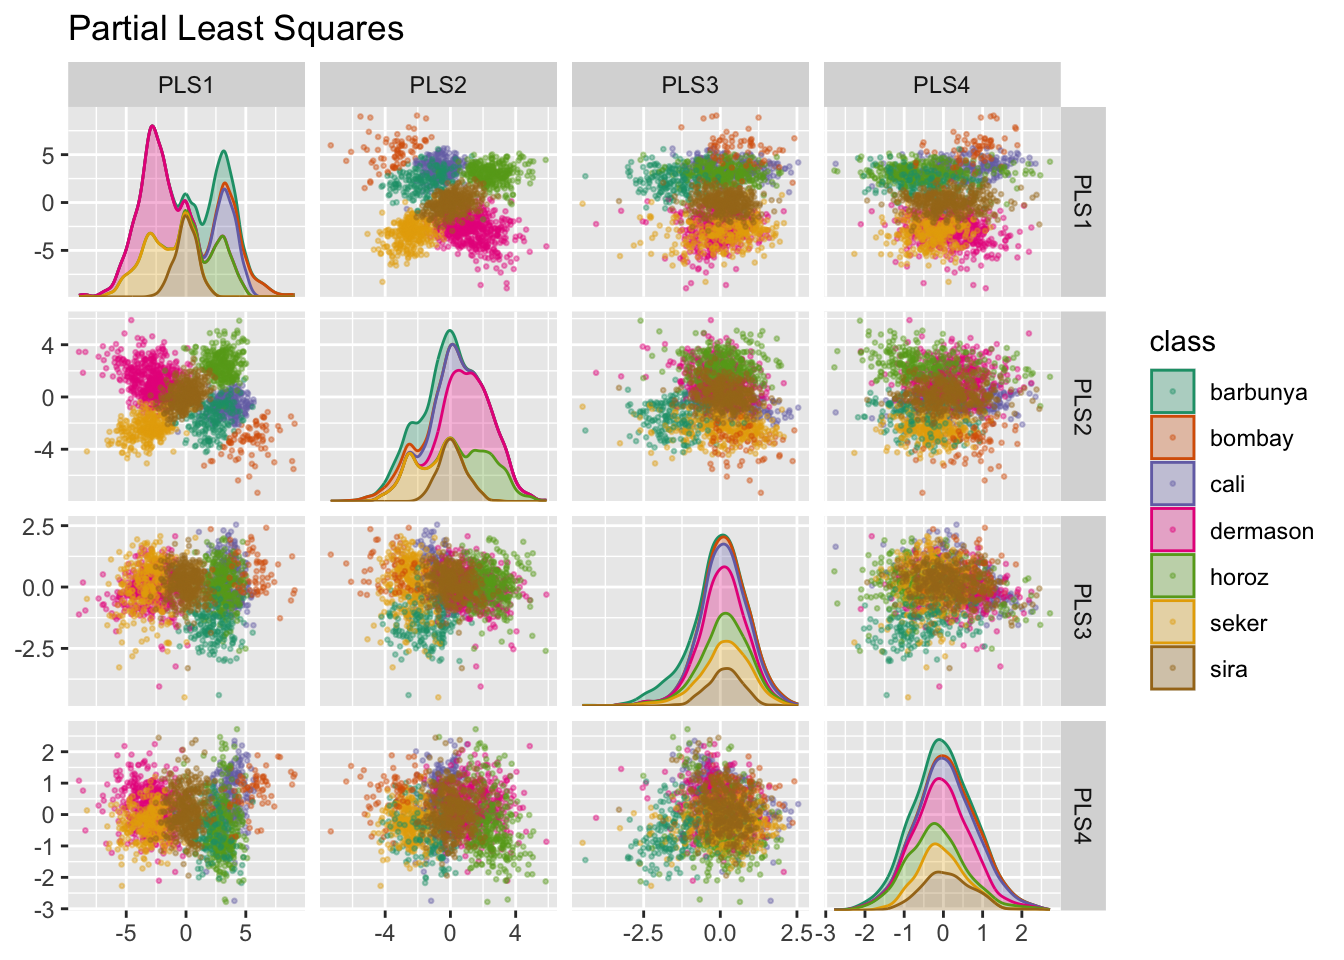 Partial Least Squares
PLS1 PLS2 PLS3 PLS4
5
0
-5
PLS1
4
0
-4
PLS2
2.5
0.0
-2.5
PLS3
2
1
0
-1
-2
-3
PLS4
-5 0 5 -4 0 4 -2.5 0.0 2.5 -3 -2 -1 0 1 2
class
barbunya
bombay
cali
dermason
horoz
seker
sira